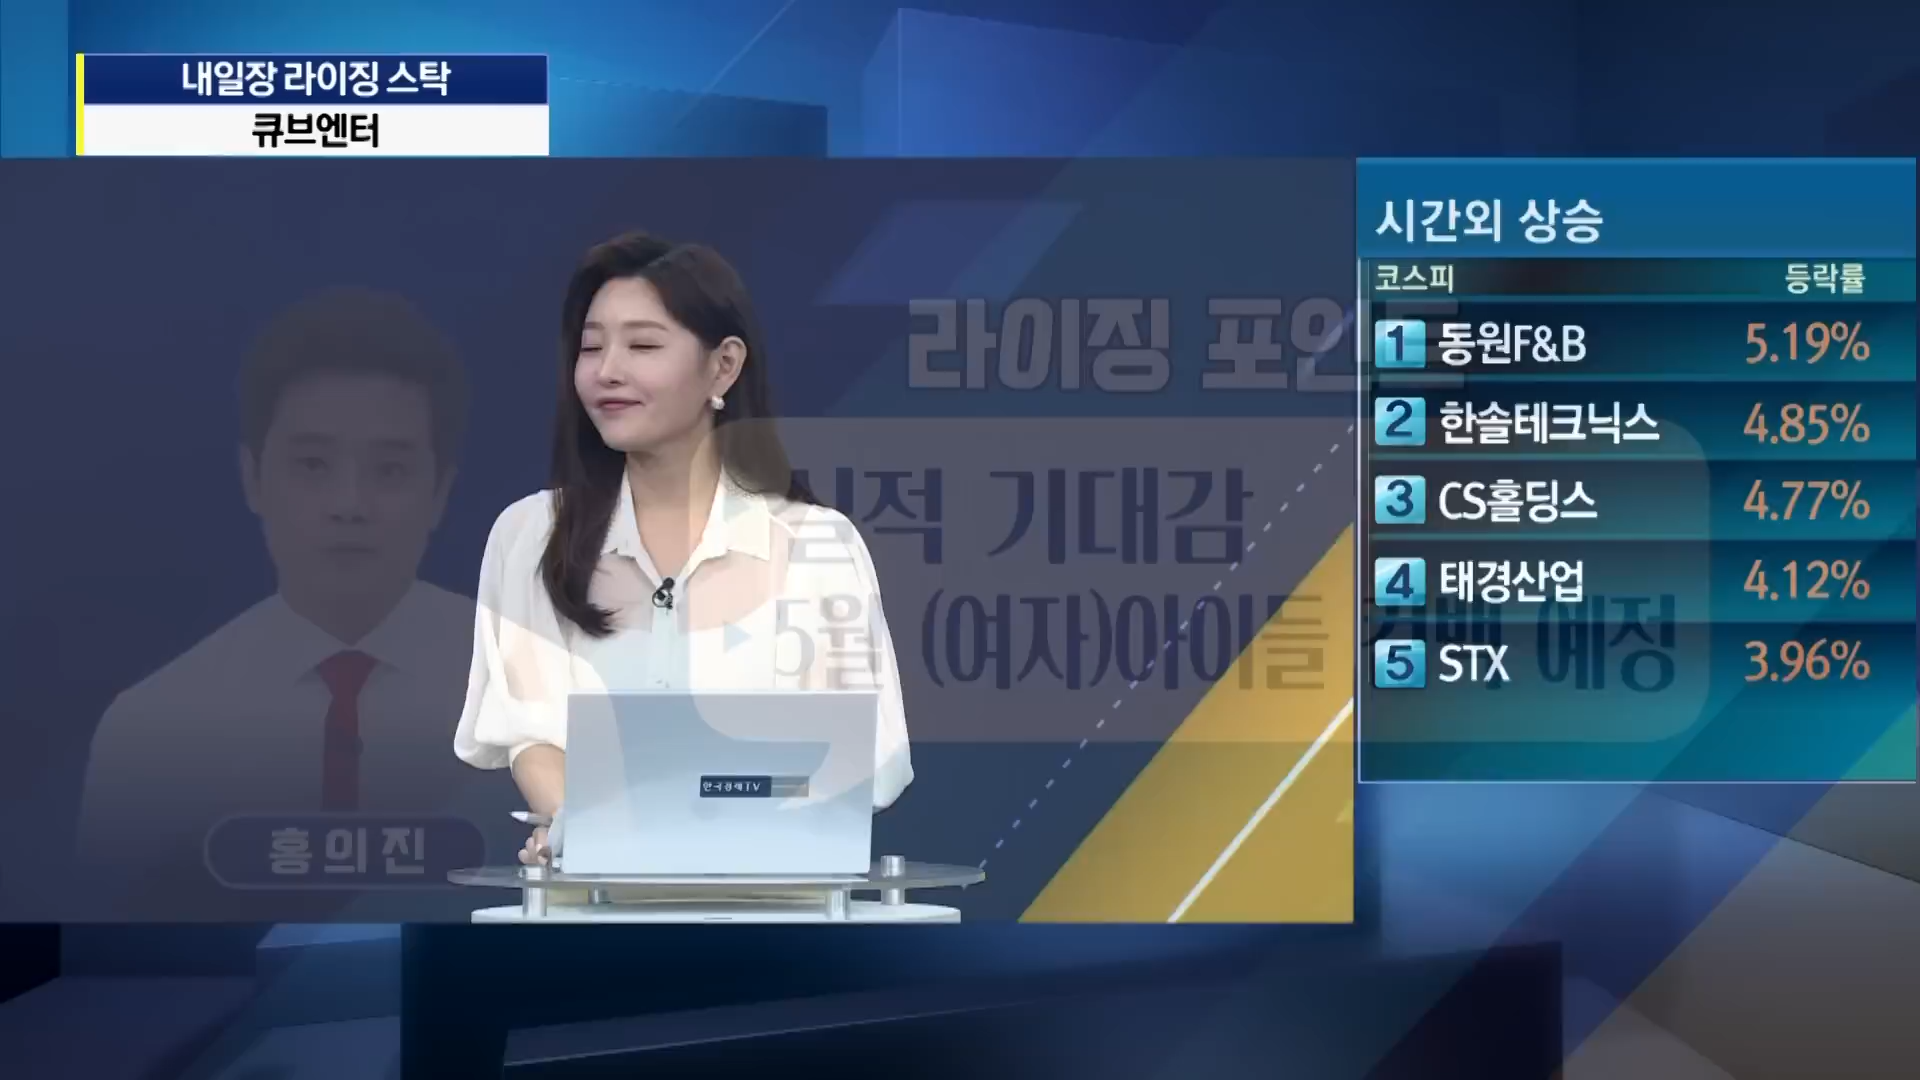 내일장 라이징 스탁
큐브엔터
라이징 포인트
실적 기대감
5월 (여자)아이들 컴백 예정
홍의진
한국경제TV
시간외 상승
코스피 등락률
1 동원F&B 5.19%
2 한솔테크닉스 4.85%
3 CS홀딩스 4.77%
4 태경산업 4.12%
5 STX 3.96%